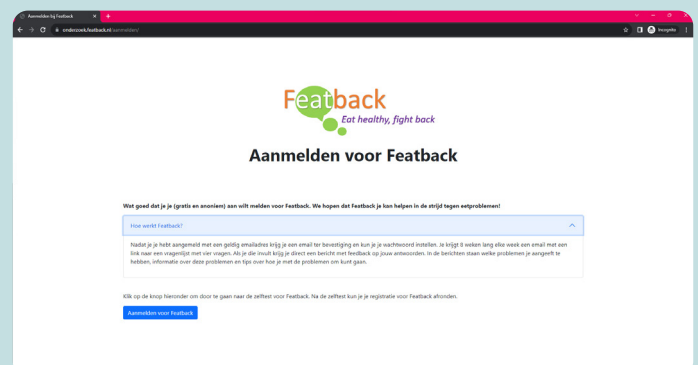 Aanmelden bij Featback
onderzoek.featback.nl/aanmelden/
Incognito
Featback
Eat healthy, fight back
Aanmelden voor Featback
Wat goed dat je je (gratis en anoniem) aan wilt melden voor Featback. We hopen dat Featback je kan helpen in de strijd tegen eetproblemen!
Hoe werkt Featback?
Nadat je je hebt aangemeld met een geldig emailadres krijg je een email ter bevestiging en kun je je wachtwoord instellen. Je krijgt 8 weken lang elke week een email met een
link naar een vragenlijst met vier vragen. Als je die invult krijg je direct een bericht met feedback op jouw antwoorden. In de berichten staan welke problemen je aangeeft te
hebben, informatie over deze problemen en tips over hoe je met de problemen om kunt gaan.
Klik op de knop hieronder om door te gaan naar de zelftest voor Featback. Na de zelftest kun je je registratie voor Featback afronden.
Aanmelden voor Featback